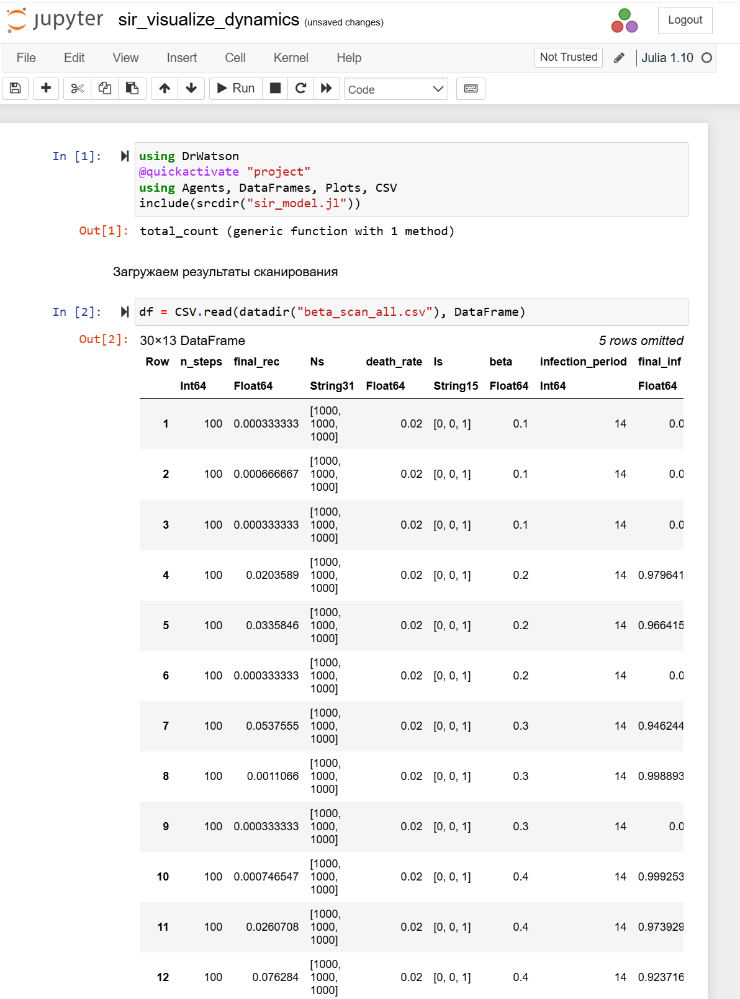 jupyter sir_visualize_dynamics (unsaved changes)
Logout
File Edit View Insert Cell Kernel Help Not Trusted Julia 1.10
Run Code
In [1]: using DrWatson
@quickactivate "project"
using Agents, DataFrames, Plots, CSV
include(srcdir("sir_model.jl"))
Out[1]: total_count (generic function with 1 method)
Загружаем результаты сканирования
In [2]: df = CSV.read(datadir("beta_scan_all.csv"), DataFrame)
Out[2]: 30×13 DataFrame 5 rows omitted
Row n_steps final_rec Ns death_rate Is beta infection_period final_inf
Int64 Float64 String31 Float64 String15 Float64 Int64 Float64
[1000,
1 100 0.000333333 1000, 0.02 [0, 0, 1] 0.1 14 0.0
1000]
[1000,
2 100 0.000666667 1000, 0.02 [0, 0, 1] 0.1 14 0.0
1000]
[1000,
3 100 0.000333333 1000, 0.02 [0, 0, 1] 0.1 14 0.0
1000]
[1000,
4 100 0.0203589 1000, 0.02 [0, 0, 1] 0.2 14 0.979641
1000]
[1000,
5 100 0.0335846 1000, 0.02 [0, 0, 1] 0.2 14 0.966415
1000]
[1000,
6 100 0.000333333 1000, 0.02 [0, 0, 1] 0.2 14 0.0
1000]
[1000,
7 100 0.0537555 1000, 0.02 [0, 0, 1] 0.3 14 0.946244
1000]
[1000,
8 100 0.0011066 1000, 0.02 [0, 0, 1] 0.3 14 0.998893
1000]
[1000,
9 100 0.000333333 1000, 0.02 [0, 0, 1] 0.3 14 0.0
1000]
[1000,
10 100 0.000746547 1000, 0.02 [0, 0, 1] 0.4 14 0.999253
1000]
[1000,
11 100 0.0260708 1000, 0.02 [0, 0, 1] 0.4 14 0.973929
1000]
[1000,
12 100 0.076284 1000, 0.02 [0, 0, 1] 0.4 14 0.923716
1000]